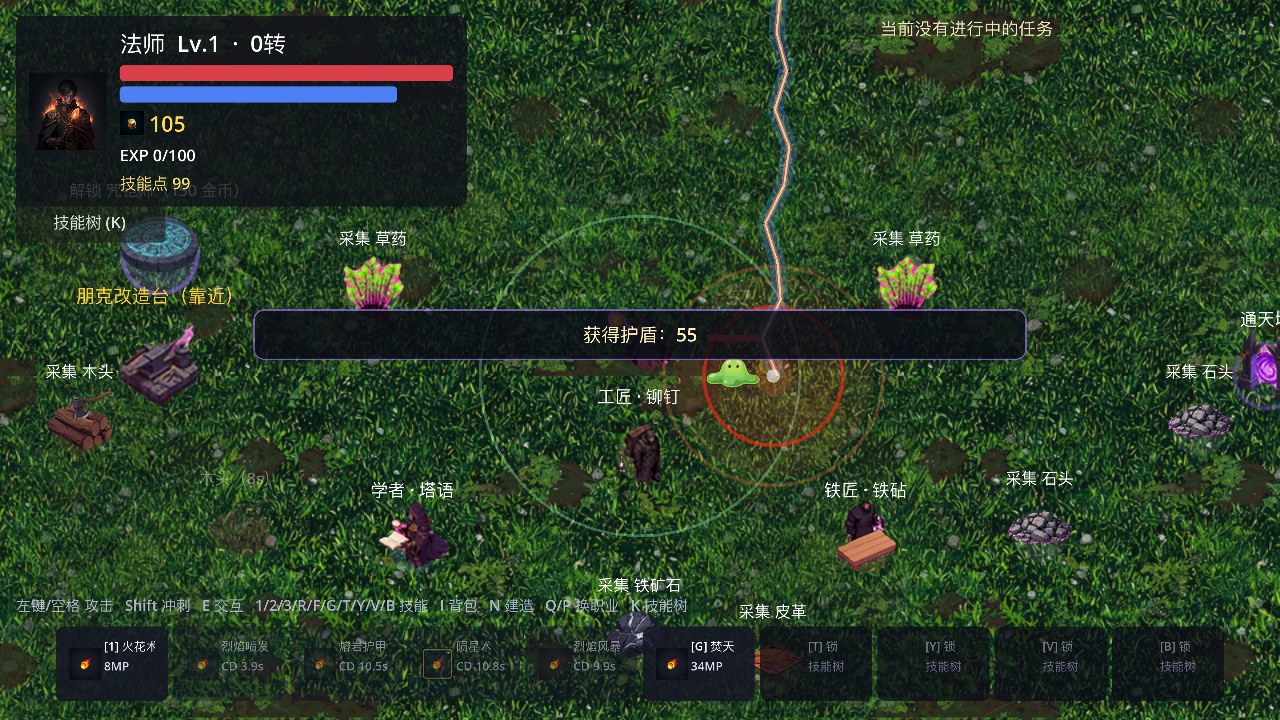 法师 Lv.1 · 0转
当前没有进行中的任务
105
EXP 0/100
技能点 99
金币)
技能树 (K)
采集 草药
采集 草药
朋克改造台（靠近）
获得护盾：55
采集 木头
采集 石头
工匠 · 铆钉
木头 (8s)
学者 · 塔语
铁匠 · 铁砧
采集 石头
采集 铁矿石
左键/空格 攻击 Shift 冲刺 E 交互 1/2/3/R/F/G/T/Y/V/B 技能 I 背包 N 建造 Q/P 换职业 K 技能树
采集 皮革
[1] 火花术
8MP
烈焰喷发
CD 3.9s
熔岩护甲
CD 10.5s
陨星术
CD 10.8s
烈焰风暴
CD 9.9s
[G] 焚天
34MP
[T] 锁
技能树
[Y] 锁
技能树
[V] 锁
技能树
[B] 锁
技能树